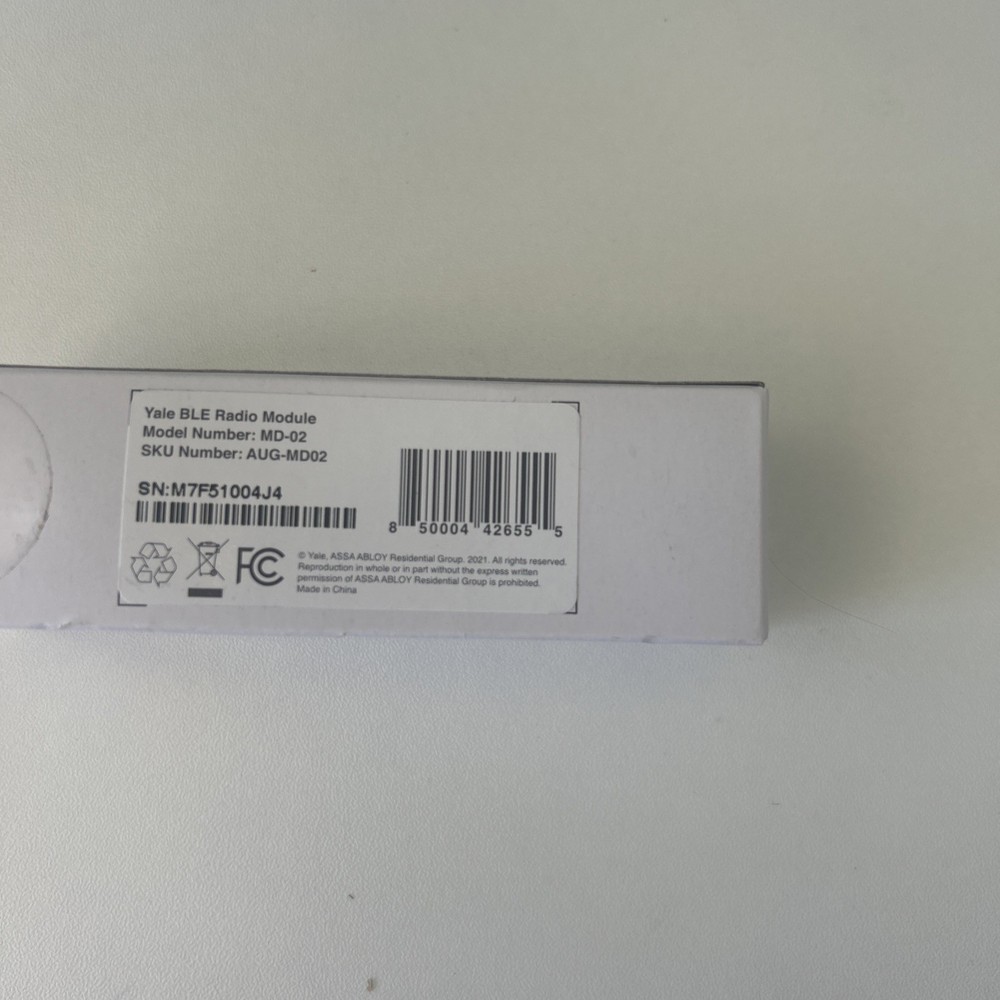 Yale BLE Radio Module
Model Number: MD-02
SKU Number: AUG-MD02
SN:M7F51004J4
8 50004 42655 5
FC
© Yale, ASSA ABLOY Residential Group. 2021. All rights reserved.
Reproduction in whole or in part without the express written
permission of ASSA ABLOY Residential Group is prohibited.
Made in China